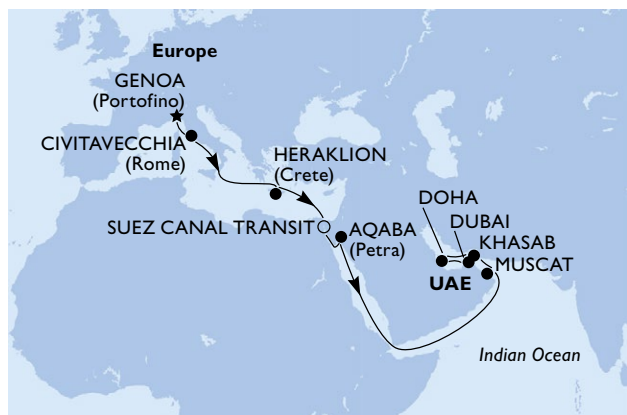 Europe
GENOA
(Portofino)
CIVITAVECCHIA
(Rome)
HERAKLION
(Crete)
SUEZ CANAL TRANSIT
AQABA
(Petra)
DOHA
DUBAI
KHASAB
MUSCAT
UAE
Indian Ocean